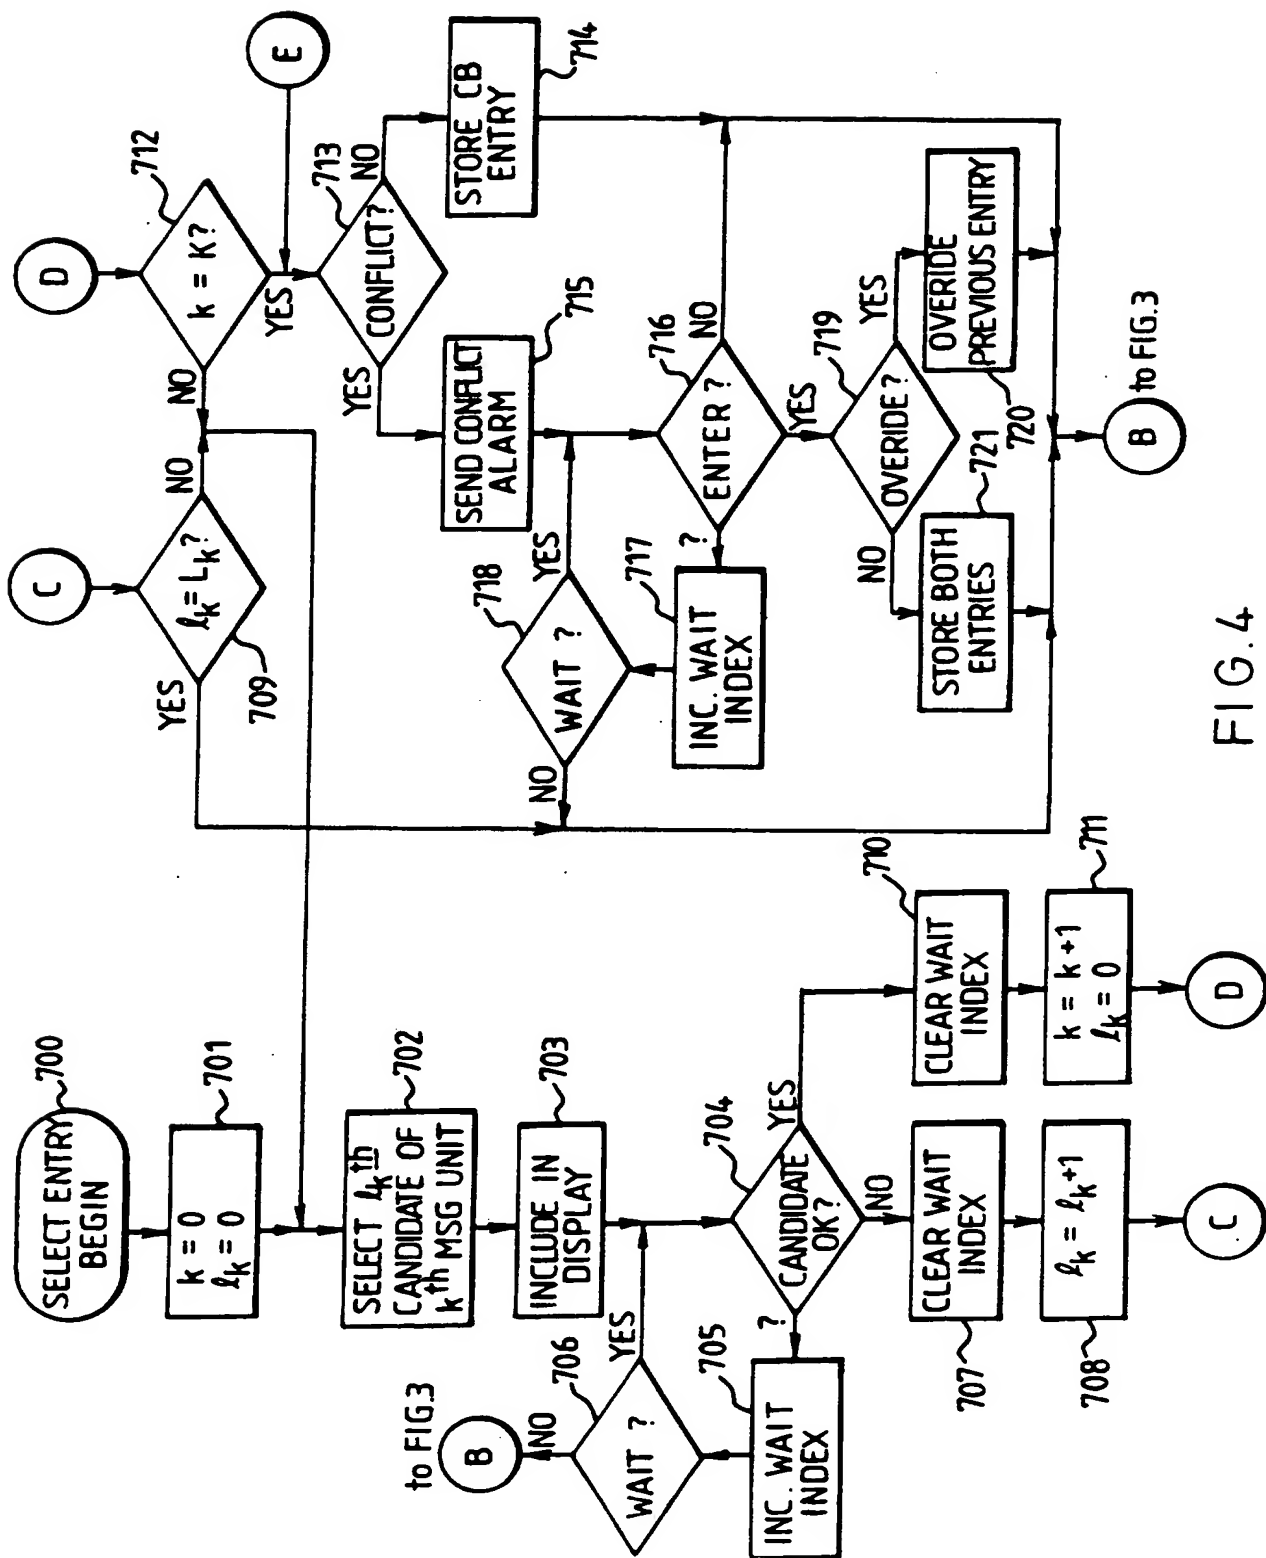 SELECT ENTRY
BEGIN
700
k = 0
ℓk = 0
701
SELECT ℓk th
CANDIDATE OF
k th MSG UNIT
702
INCLUDE IN
DISPLAY
703
CANDIDATE
OK?
704
YES
NO
?
INC. WAIT
INDEX
705
WAIT ?
706
YES
NO
B
to FIG.3
CLEAR WAIT
INDEX
707
ℓk = ℓk+1
708
C
CLEAR WAIT
INDEX
710
k = k+1
ℓk = 0
711
D
C
ℓk = Lk?
709
YES
NO
D
k = K?
712
NO
YES
E
CONFLICT?
713
YES
NO
STORE CB
ENTRY
714
SEND CONFLICT
ALARM
715
ENTER ?
716
NO
YES
?
INC. WAIT
INDEX
717
WAIT ?
718
YES
NO
OVERRIDE?
719
YES
NO
OVERRIDE
PREVIOUS ENTRY
720
STORE BOTH
ENTRIES
721
B
to FIG.3
FIG.4